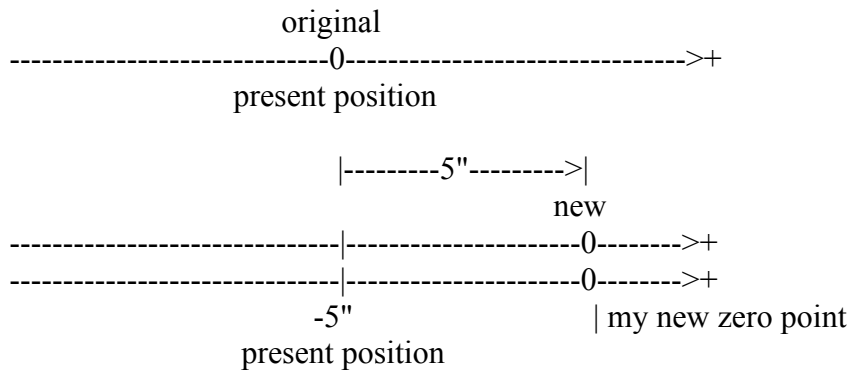 original
-------------------------0--------------------------->+
present position
|---------5"--------->|
new
--------------------------|-------------------0------->+
--------------------------|-------------------0------->+
-5" | my new zero point
present position